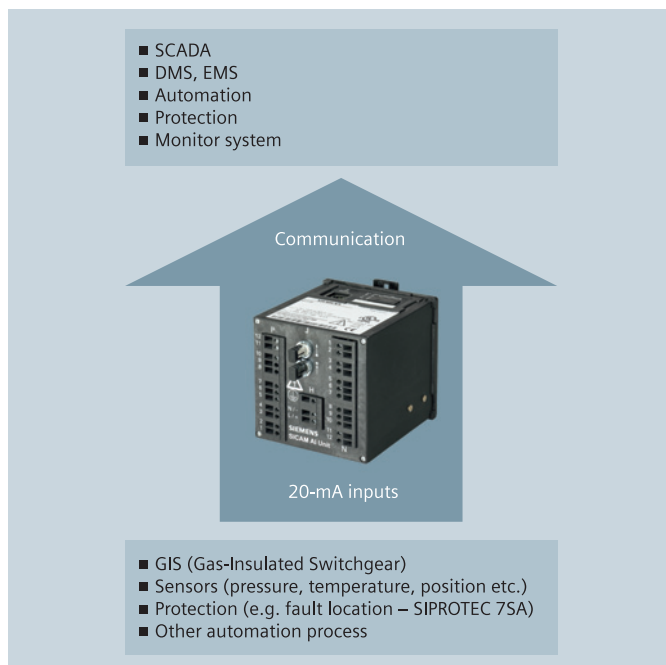 ■ SCADA
■ DMS, EMS
■ Automation
■ Protection
■ Monitor system
Communication
P
J
H
N/-
L/+
SIEMENS
SICAM AI Unit
N
20-mA inputs
■ GIS (Gas-Insulated Switchgear)
■ Sensors (pressure, temperature, position etc.)
■ Protection (e.g. fault location – SIPROTEC 7SA)
■ Other automation process